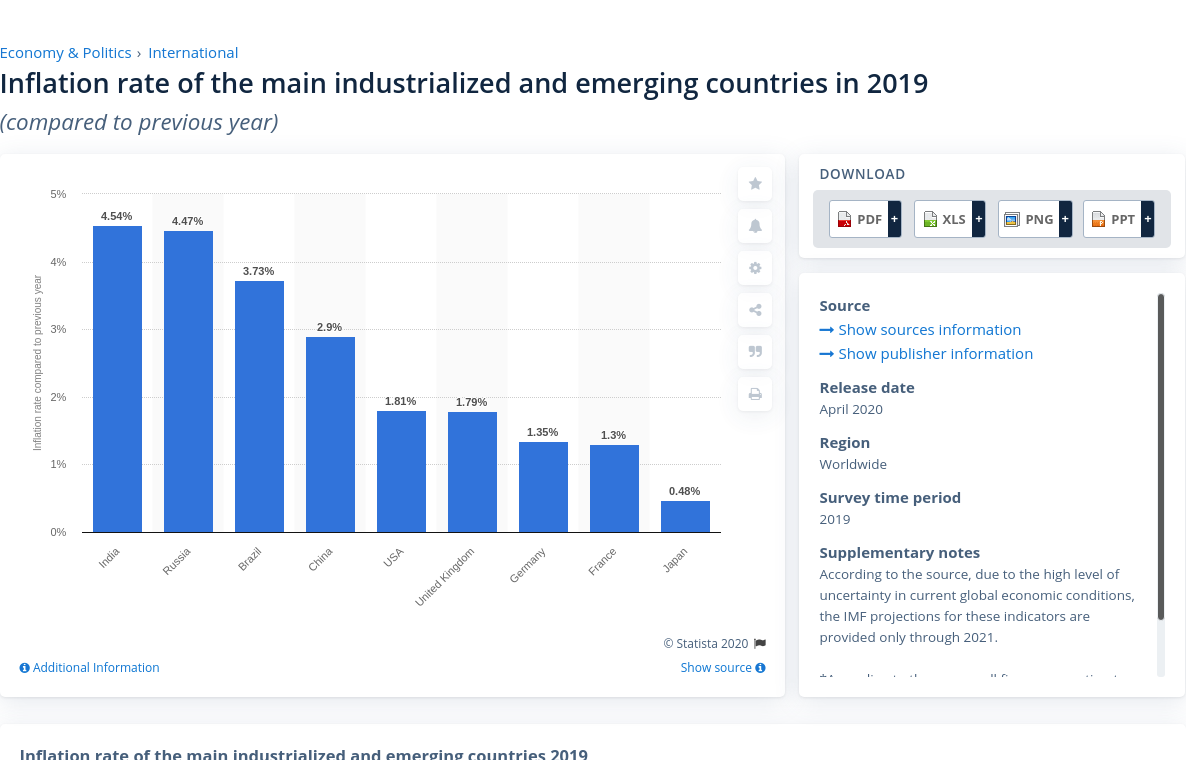 Economy & Politics › International
Inflation rate of the main industrialized and emerging countries in 2019
(compared to previous year)
Inflation rate compared to previous year
5%
4%
3%
2%
1%
0%
4.54%
4.47%
3.73%
2.9%
1.81%
1.79%
1.35%
1.3%
0.48%
India
Russia
Brazil
China
USA
United Kingdom
Germany
France
Japan
© Statista 2020
Additional Information
Show source
DOWNLOAD
PDF +
XLS +
PNG +
PPT +
Source
Show sources information
Show publisher information
Release date
April 2020
Region
Worldwide
Survey time period
2019
Supplementary notes
According to the source, due to the high level of
uncertainty in current global economic conditions,
the IMF projections for these indicators are
provided only through 2021.
Inflation rate of the main industrialized and emerging countries 2019